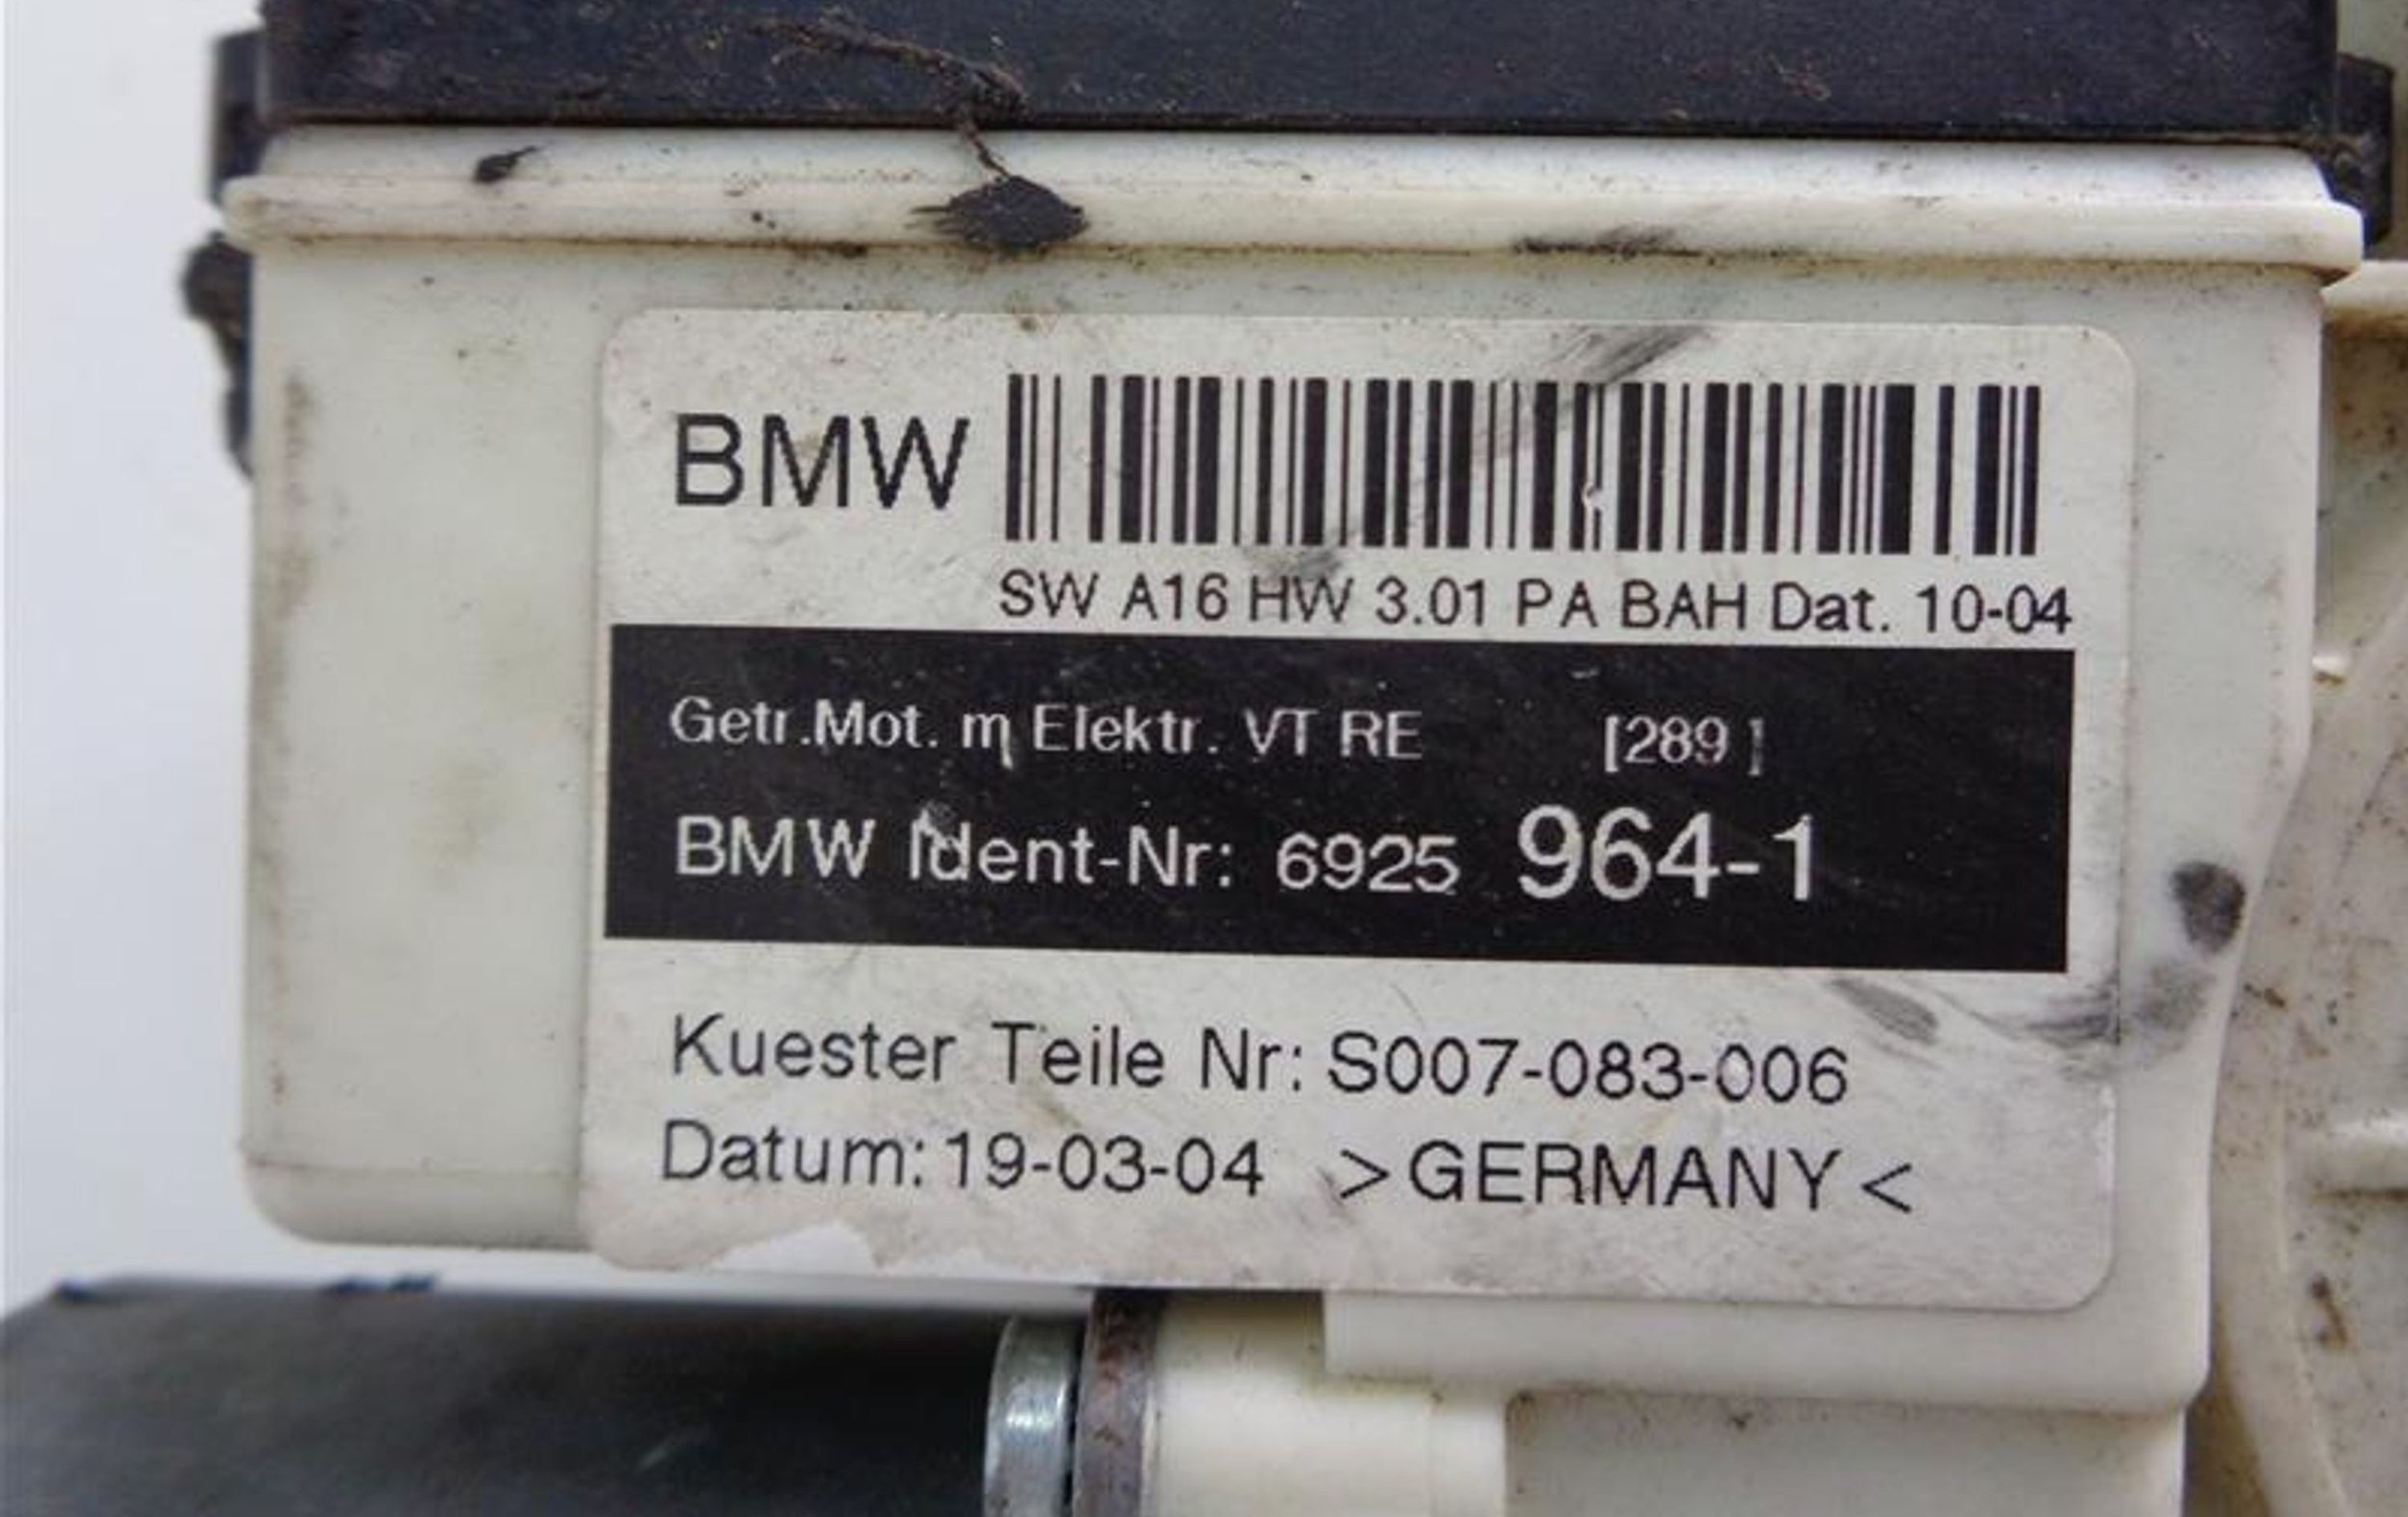 BMW
SW A16 HW 3.01 PA BAH Dat. 10-04
Getr.Mot. m Elektr. VT RE [289 ]
BMW Ident-Nr: 6925 964-1
Kuester Teile Nr: S007-083-006
Datum: 19-03-04 >GERMANY<